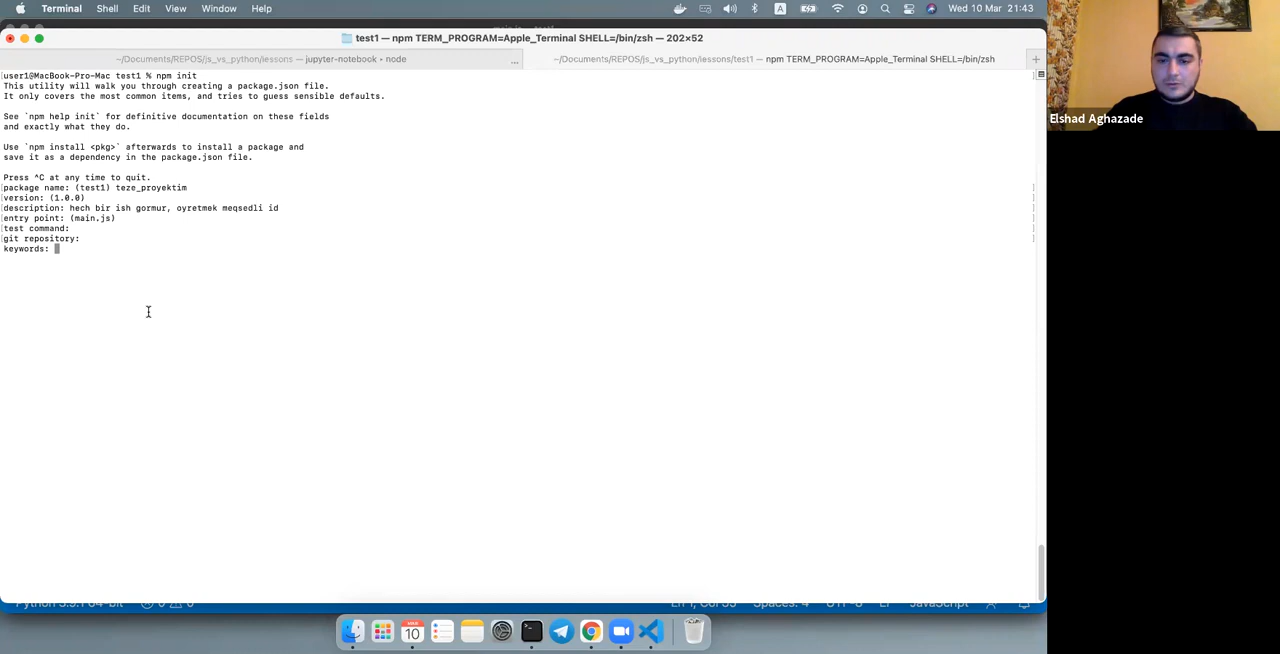 Terminal Shell Edit View Window Help A Wed 10 Mar 21:43
test1 — npm TERM_PROGRAM=Apple_Terminal SHELL=/bin/zsh — 202×52
~/Documents/REPOS/js_vs_python/lessons — jupyter-notebook • node ... ~/Documents/REPOS/js_vs_python/lessons/test1 — npm TERM_PROGRAM=Apple_Terminal SHELL=/bin/zsh +
[user1@MacBook-Pro-Mac test1 % npm init ]
This utility will walk you through creating a package.json file.
It only covers the most common items, and tries to guess sensible defaults.
See `npm help init` for definitive documentation on these fields
and exactly what they do.
Use `npm install <pkg>` afterwards to install a package and
save it as a dependency in the package.json file.
Press ^C at any time to quit.
[package name: (test1) teze_proyektim ]
[version: (1.0.0) ]
[description: hech bir ish gormur, oyretmek meqsedli id ]
[entry point: (main.js) ]
[test command: ]
[git repository: ]
keywords:
Elshad Aghazade
Spaces: 4 JavaScript
10